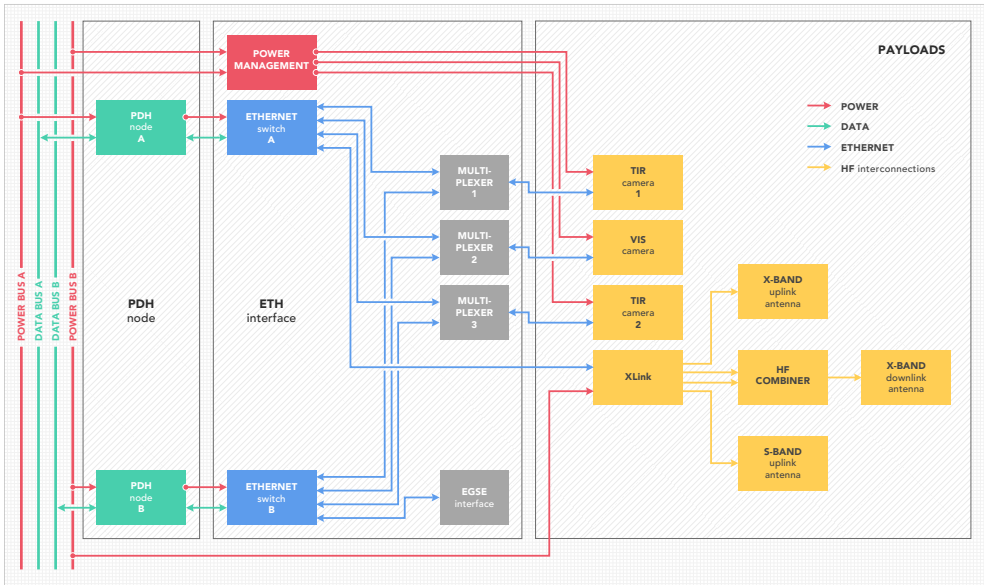 POWER
MANAGEMENT
PAYLOADS
POWER
DATA
ETHERNET
HF interconnections
PDH
node
A
ETHERNET
switch
A
MULTI-
PLEXER
1
TIR
camera
1
MULTI-
PLEXER
2
VIS
camera
MULTI-
PLEXER
3
TIR
camera
2
POWER BUS A
DATA BUS A
DATA BUS B
POWER BUS B
PDH
node
ETH
interface
X-BAND
uplink
antenna
XLink
HF
COMBINER
X-BAND
downlink
antenna
S-BAND
uplink
antenna
PDH
node
B
ETHERNET
switch
B
EGSE
interface